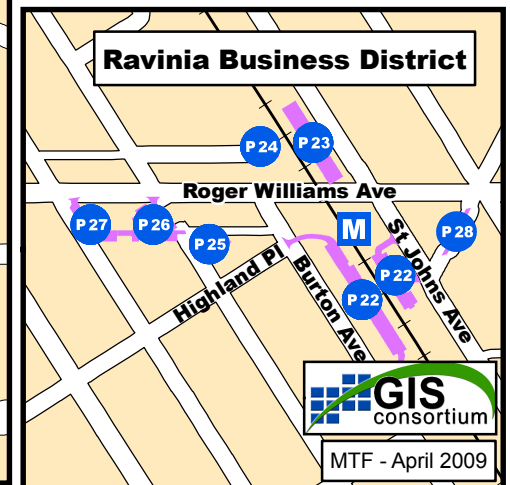 Ravinia Business District
P 24
P 23
Roger Williams Ave
P 27
P 26
P 25
M
P 28
St Johns Ave
Highland Pl
Burton Ave
P 22
P 22
GIS
consortium
MTF - April 2009